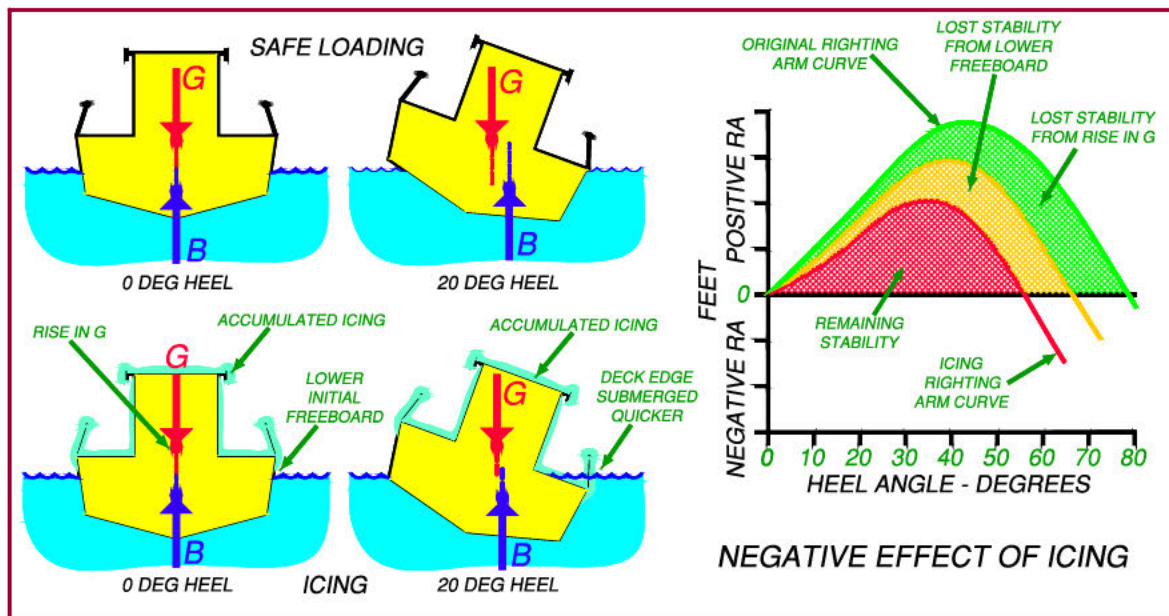 SAFE LOADING
G
B
0 DEG HEEL
G
B
20 DEG HEEL
RISE IN G
ACCUMULATED ICING
G
LOWER
INITIAL
FREEBOARD
B
0 DEG HEEL
ICING
ACCUMULATED ICING
G
DECK EDGE
SUBMERGED
QUICKER
B
20 DEG HEEL
ORIGINAL RIGHTING
ARM CURVE
LOST STABILITY
FROM LOWER
FREEBOARD
LOST STABILITY
FROM RISE IN G
POSITIVE RA
FEET
0
NEGATIVE RA
REMAINING
STABILITY
ICING
RIGHTING
ARM CURVE
0 10 20 30 40 50 60 70 80
HEEL ANGLE - DEGREES
NEGATIVE EFFECT OF ICING